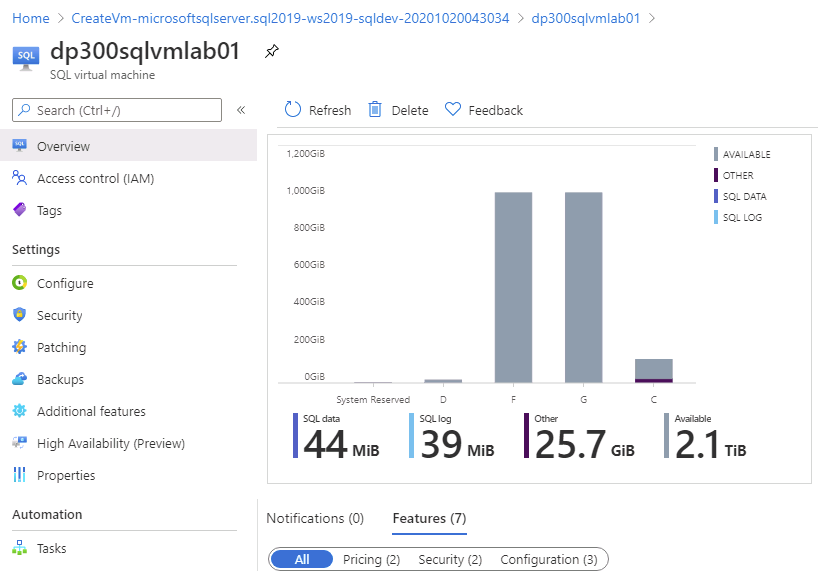 Home > CreateVm-microsoftsqlserver.sql2019-ws2019-sqldev-20201020043034 > dp300sqlvmlab01 >
SQL
dp300sqlvmlab01
SQL virtual machine
Search (Ctrl+/)
«
Refresh
Delete
Feedback
Overview
Access control (IAM)
Tags
Settings
Configure
Security
Patching
Backups
Additional features
High Availability (Preview)
Properties
Automation
Tasks
1,200GiB
1,000GiB
800GiB
600GiB
400GiB
200GiB
0GiB
System Reserved D F G C
AVAILABLE
OTHER
SQL DATA
SQL LOG
SQL data
44 MiB
SQL log
39 MiB
Other
25.7 GiB
Available
2.1 TiB
Notifications (0) Features (7)
All Pricing (2) Security (2) Configuration (3)